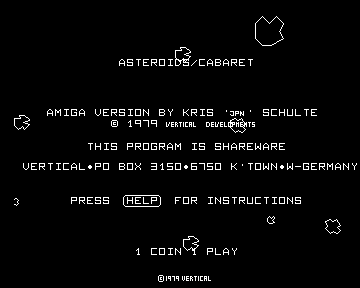 ASTEROIDS/CABARET
AMIGA VERSION BY KRIS 'JPN' SCHULTE
© 1979 VERTICAL DEVELOPMENTS
THIS PROGRAM IS SHAREWARE
VERTICAL•PO BOX 3150•6750 K'TOWN•W-GERMANY
PRESS HELP FOR INSTRUCTIONS
1 COIN 1 PLAY
©1979 VERTICAL